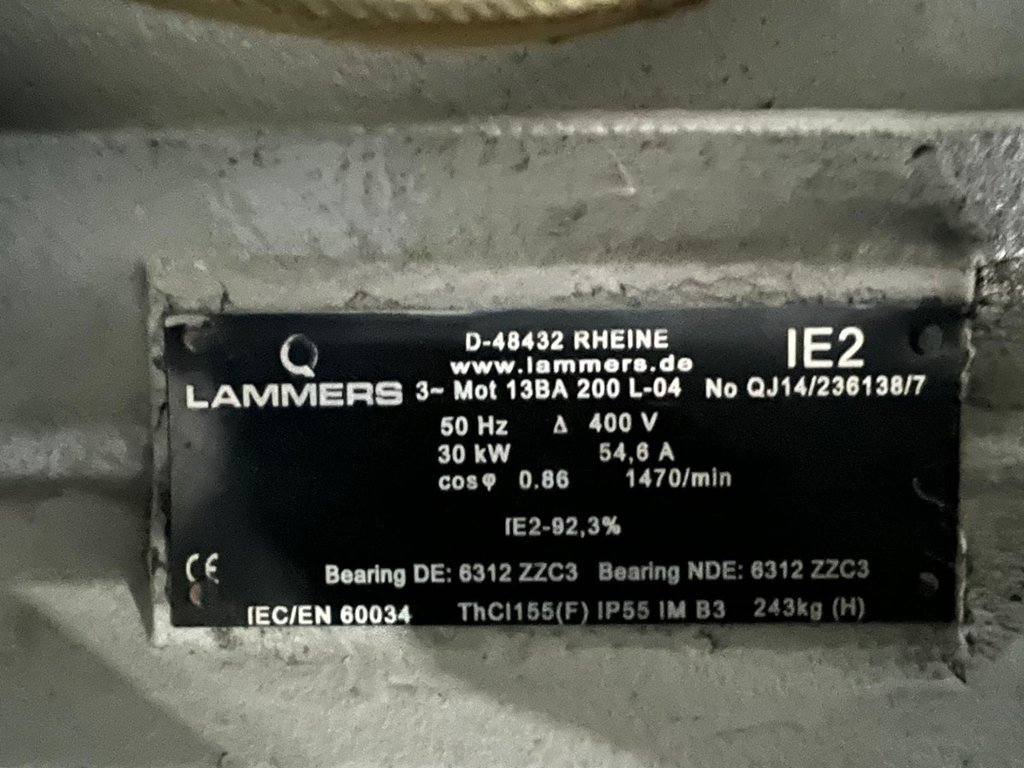 D-48432 RHEINE
www.lammers.de
IE2
LAMMERS
3~ Mot 13BA 200 L-04 No QJ14/236138/7
50 Hz Δ 400 V
30 kW 54,6 A
cosφ 0.86 1470/min
IE2-92,3%
CE
Bearing DE: 6312 ZZC3 Bearing NDE: 6312 ZZC3
IEC/EN 60034 ThCl155(F) IP55 IM B3 243kg (H)